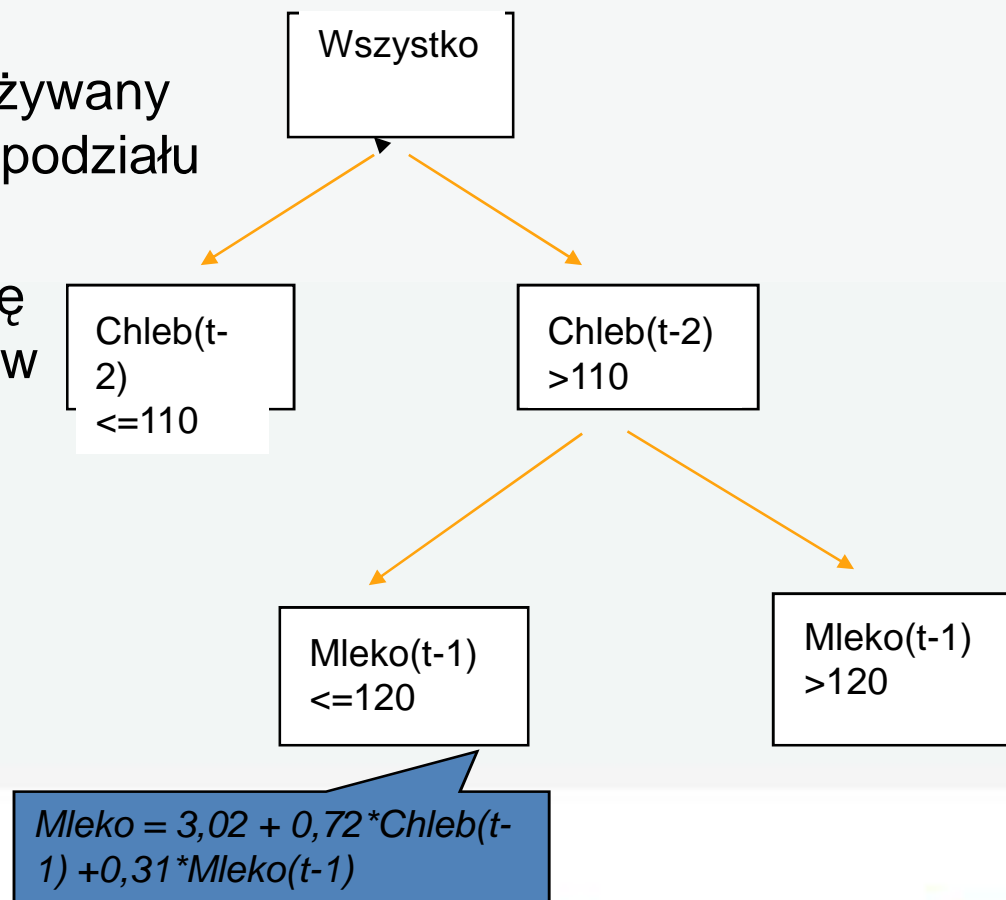 Wszystko
żywany
podziału
ę
w
Chleb(t-
2)
<=110
Chleb(t-2)
>110
Mleko(t-1)
<=120
Mleko(t-1)
>120
Mleko = 3,02 + 0,72*Chleb(t-
1) +0,31*Mleko(t-1)